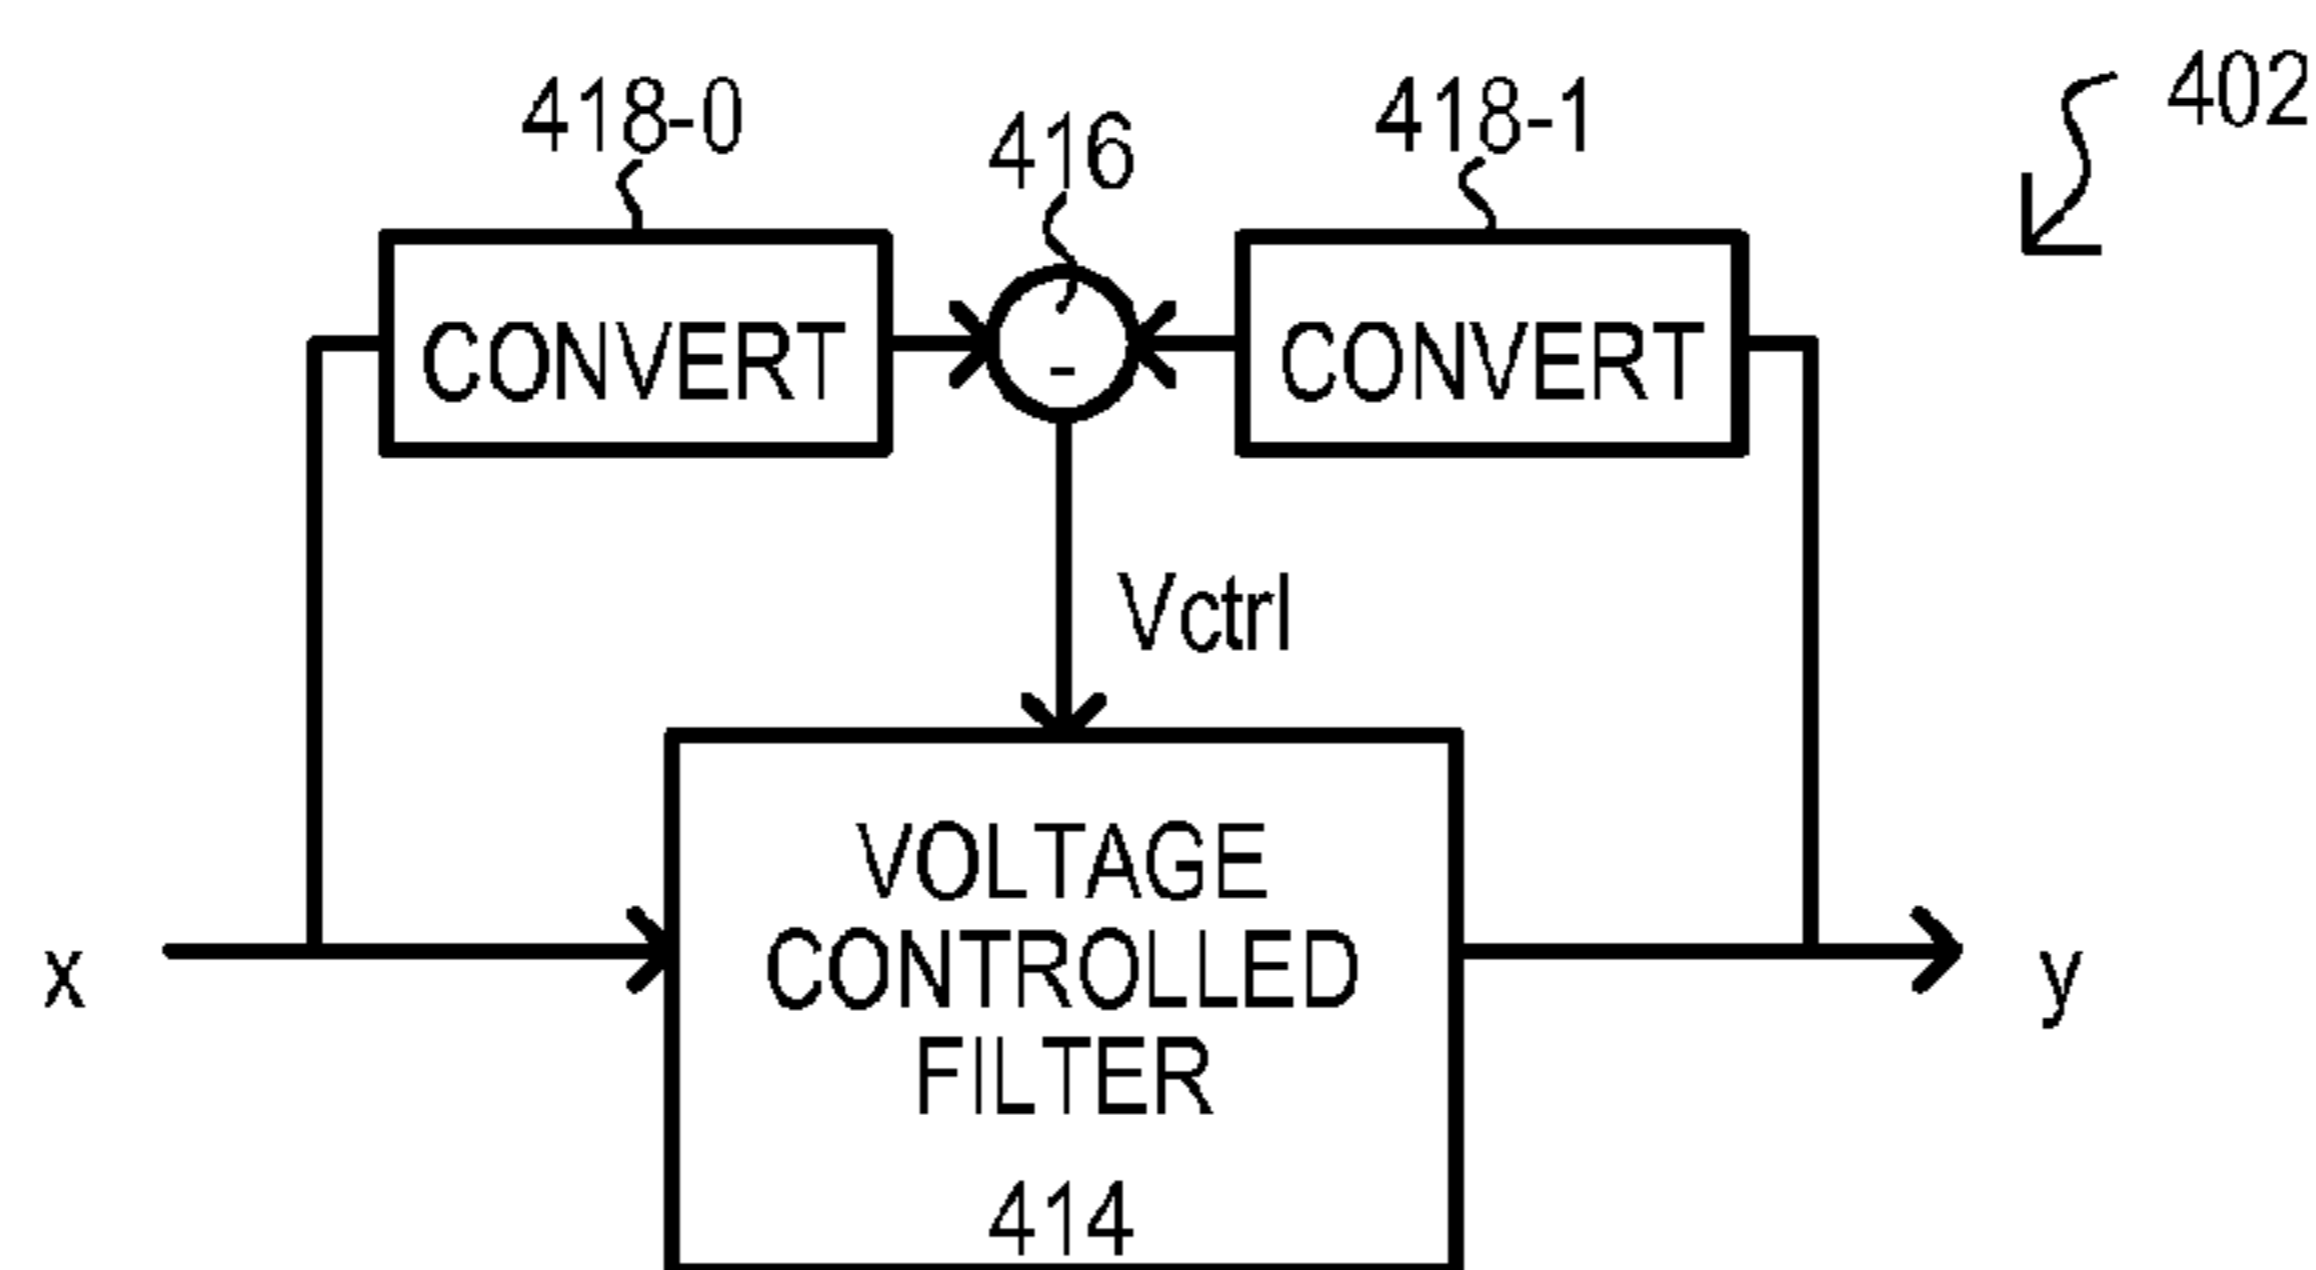 402
418-0
416
418-1
CONVERT
-
CONVERT
Vctrl
x
VOLTAGE
CONTROLLED
FILTER
414
y